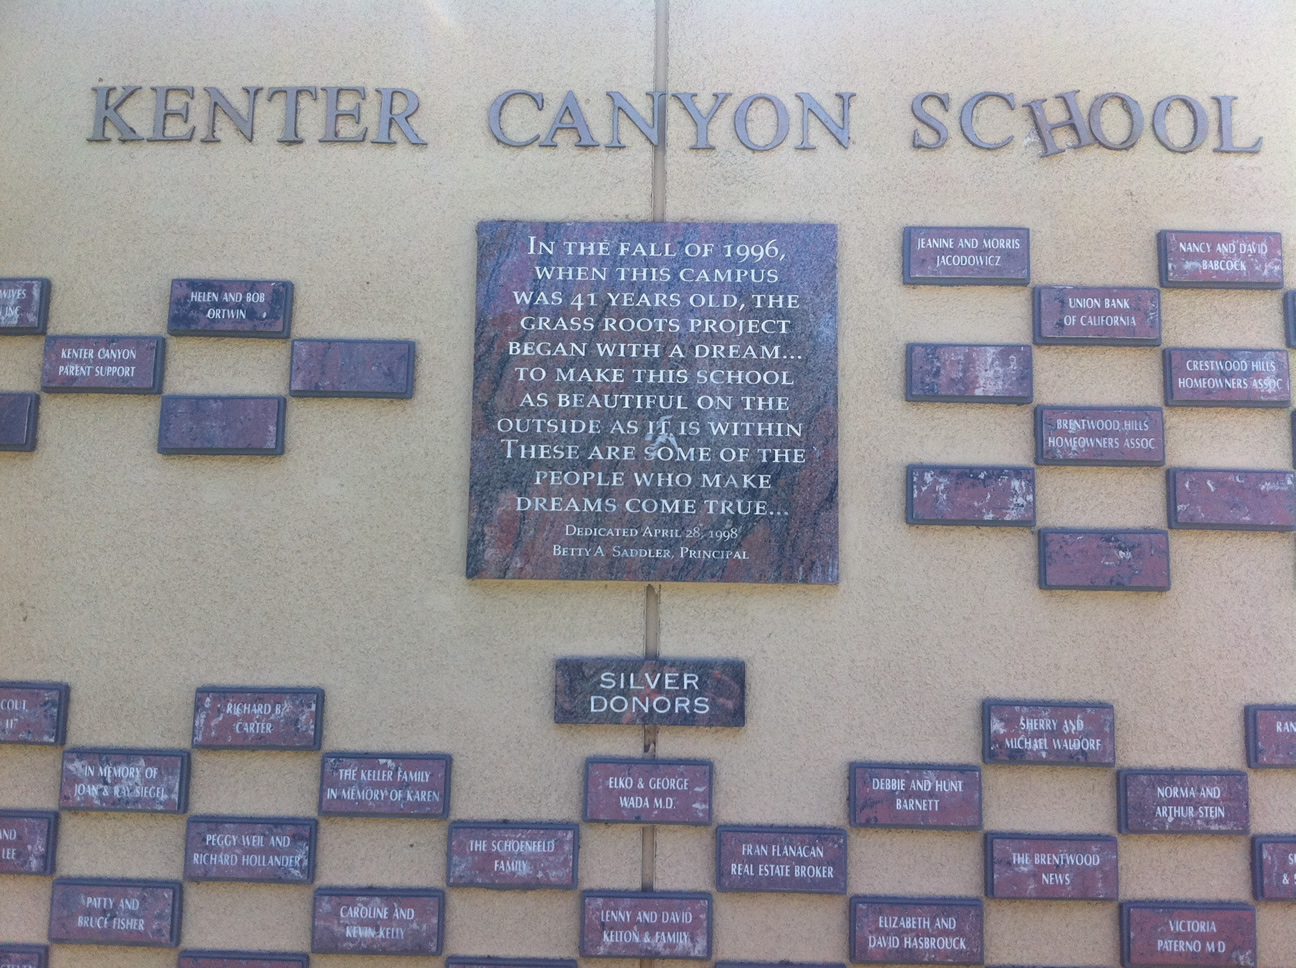 KENTER CANYON SCHOOL
IN THE FALL OF 1996,
WHEN THIS CAMPUS
WAS 41 YEARS OLD, THE
GRASS ROOTS PROJECT
BEGAN WITH A DREAM...
TO MAKE THIS SCHOOL
AS BEAUTIFUL ON THE
OUTSIDE AS IT IS WITHIN
THESE ARE SOME OF THE
PEOPLE WHO MAKE
DREAMS COME TRUE...
DEDICATED APRIL 28, 1998
BETTY A SADDLER, PRINCIPAL
WIVES
INC
HELEN AND BOB
ORTWIN
KENTER CANYON
PARENT SUPPORT
JEANINE AND MORRIS
JACODOWICZ
NANCY AND DAVID
BABCOCK
UNION BANK
OF CALIFORNIA
CRESTWOOD HILLS
HOMEOWNERS ASSOC
BRENTWOOD HILLS
HOMEOWNERS ASSOC
SILVER
DONORS
RICHARD B.
CARTER
SHERRY AND
MICHAEL WALDORF
RAN
IN MEMORY OF
JOAN & RAY SIEGEL
THE KELLER FAMILY
IN MEMORY OF KAREN
ELKO & GEORGE
WADA M.D.
DEBBIE AND HUNT
BARNETT
NORMA AND
ARTHUR STEIN
LEE
PEGGY WEIL AND
RICHARD HOLLANDER
THE SCHOENFELD
FAMILY
FRAN FLANACAN
REAL ESTATE BROKER
THE BRENTWOOD
NEWS
PATTY AND
BRUCE FISHER
CAROLINE AND
KEVIN KELLY
LENNY AND DAVID
KELTON & FAMILY
ELIZABETH AND
DAVID HASBROUCK
VICTORIA
PATERNO M D